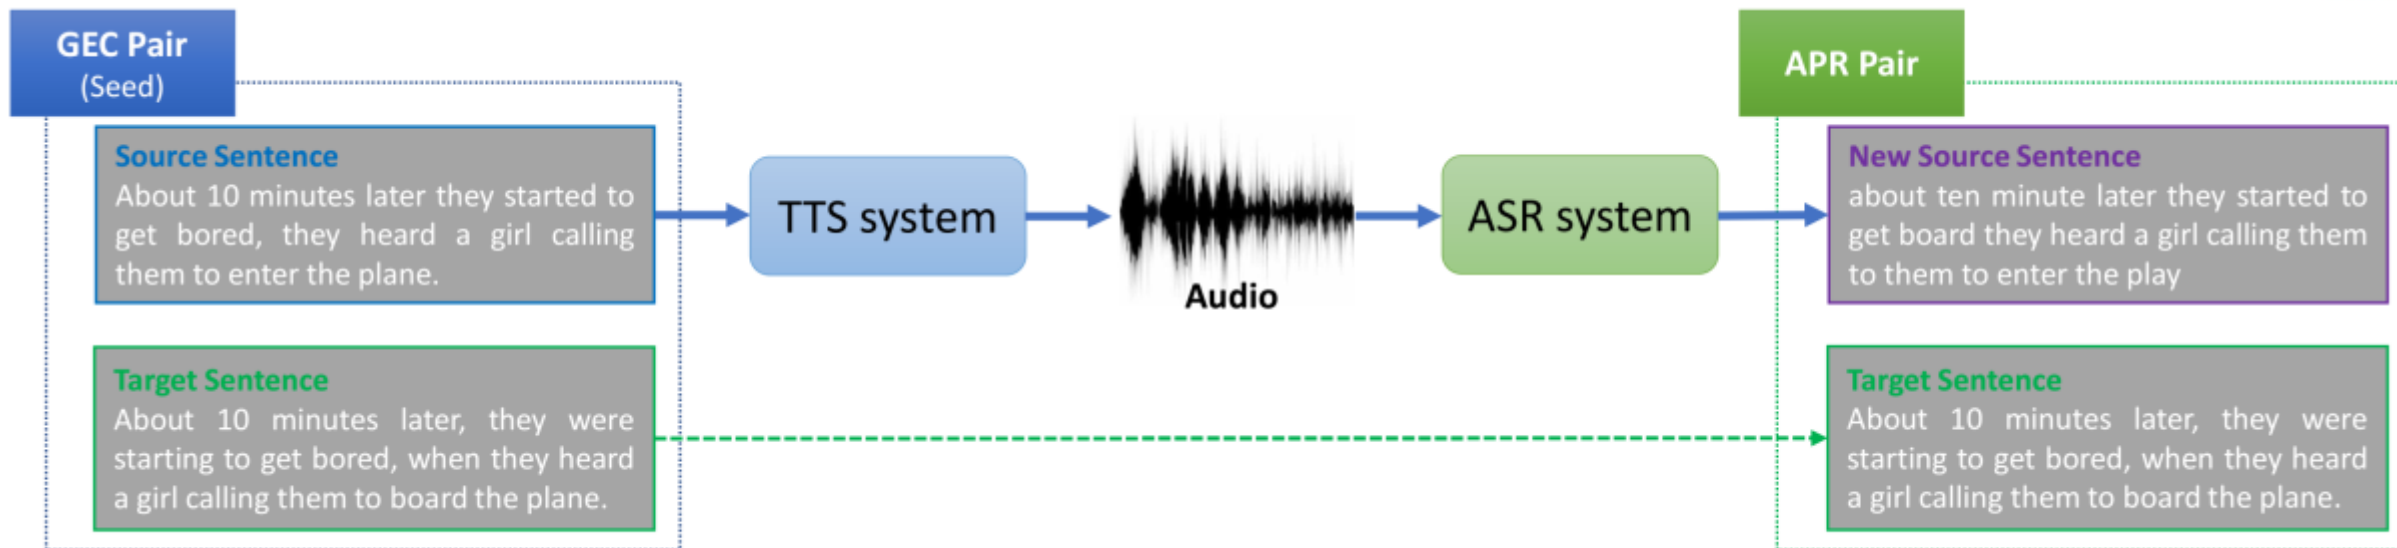 GEC Pair
(Seed)
Source Sentence
About 10 minutes later they started to
get bored, they heard a girl calling
them to enter the plane.
Target Sentence
About 10 minutes later, they were
starting to get bored, when they heard
a girl calling them to board the plane.
TTS system
Audio
ASR system
APR Pair
New Source Sentence
about ten minute later they started to
get board they heard a girl calling them
to them to enter the play
Target Sentence
About 10 minutes later, they were
starting to get bored, when they heard
a girl calling them to board the plane.